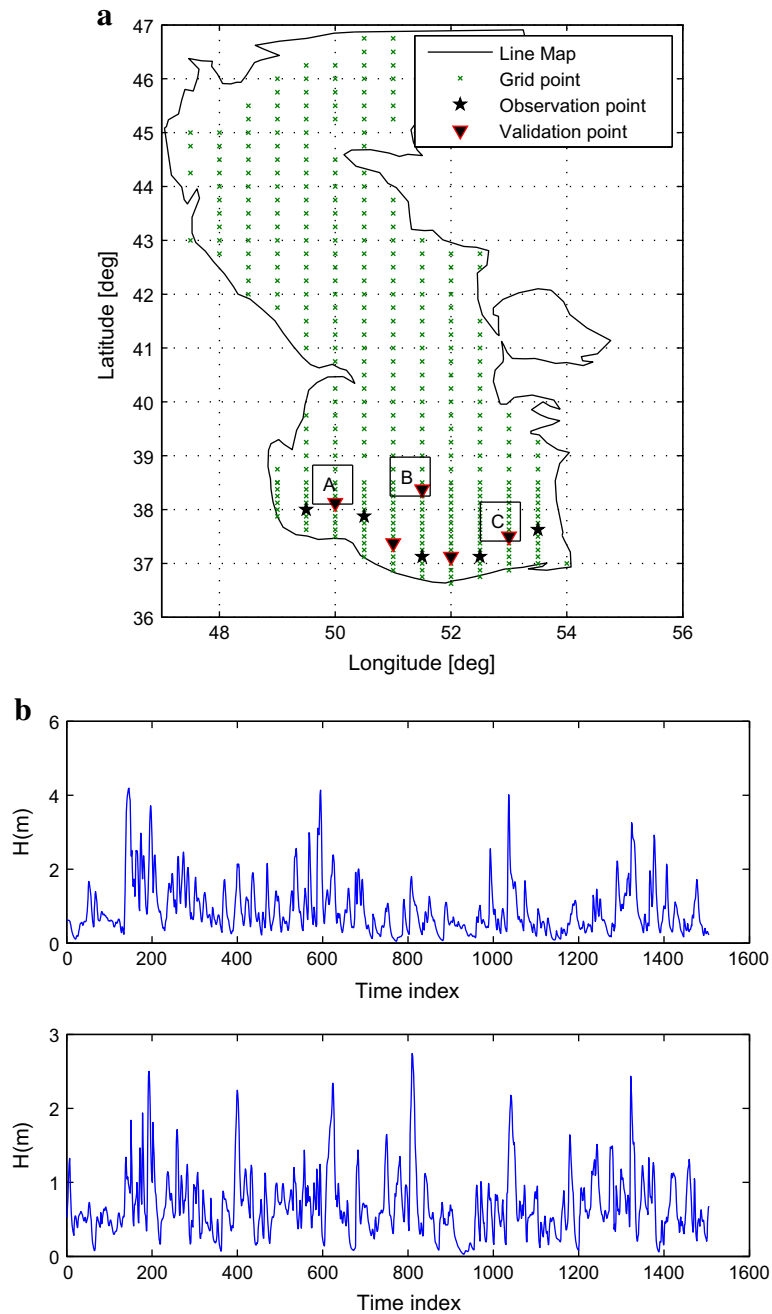 a
47
46
45
44
43
42
41
40
39
38
37
36
48
50
52
54
56
Latitude [deg]
Longitude [deg]
Line Map
Grid point
Observation point
Validation point
A
B
C
b
6
4
2
0
H(m)
0
200
400
600
800
1000
1200
1400
1600
Time index
3
2
1
0
H(m)
0
200
400
600
800
1000
1200
1400
1600
Time index